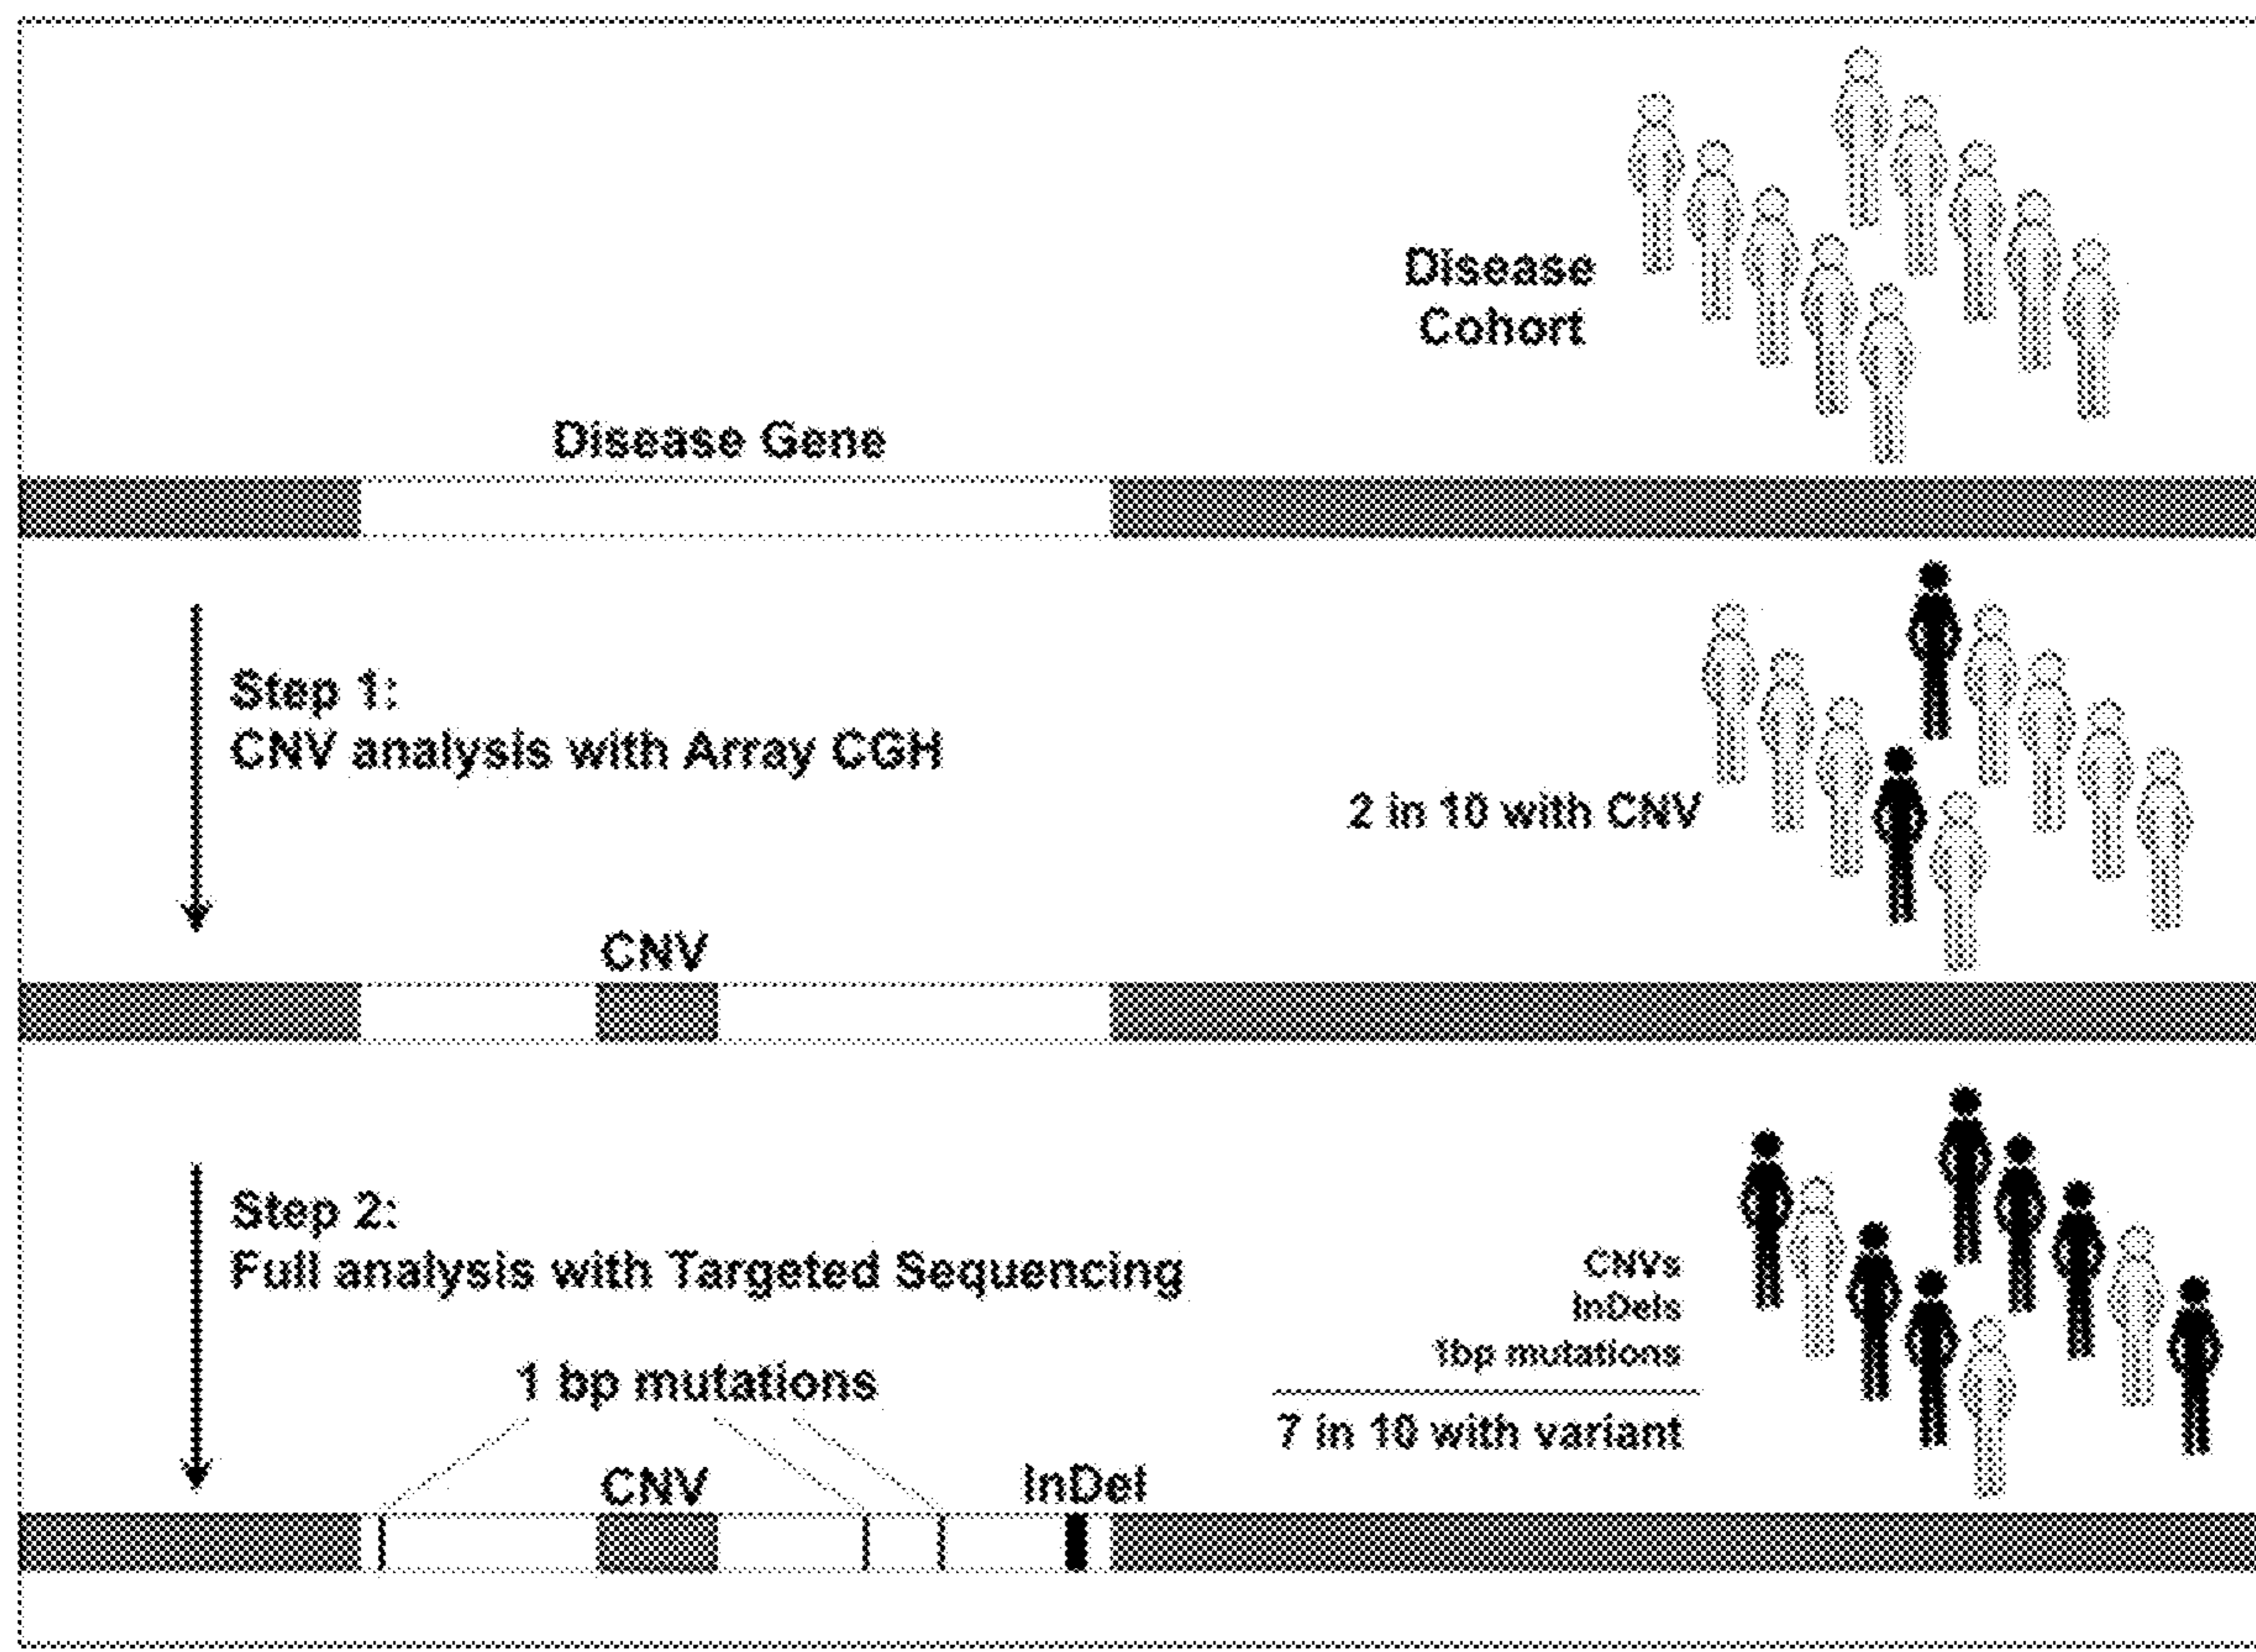 Disease
Cohort
Disease Gene
Step 1:
CNV analysis with Array CGH
2 in 10 with CNV
CNV
Step 2:
Full analysis with Targeted Sequencing
CNVs
InDels
1bp mutations
1 bp mutations
7 in 10 with variant
CNV
InDel